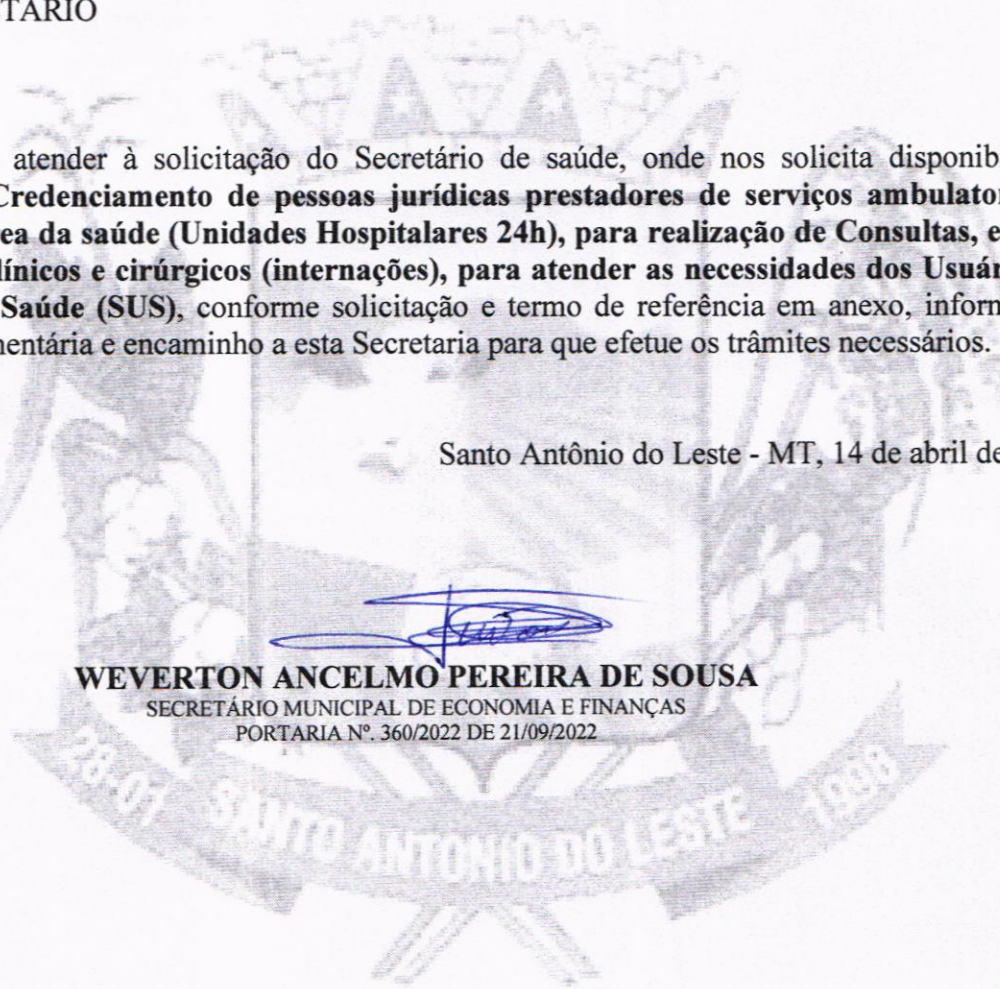 TÁRIO
atender à solicitação do Secretário de saúde, onde nos solicita disponib
Credenciamento de pessoas jurídicas prestadores de serviços ambulator
ea da saúde (Unidades Hospitalares 24h), para realização de Consultas, e
línicos e cirúrgicos (internações), para atender as necessidades dos Usuár
Saúde (SUS), conforme solicitação e termo de referência em anexo, inform
mentária e encaminho a esta Secretaria para que efetue os trâmites necessários.
Santo Antônio do Leste - MT, 14 de abril de
WEVERTON ANCELMO PEREIRA DE SOUSA
SECRETÁRIO MUNICIPAL DE ECONOMIA E FINANÇAS
PORTARIA Nº. 360/2022 DE 21/09/2022
28-01 SANTO ANTONIO DO LESTE 1998